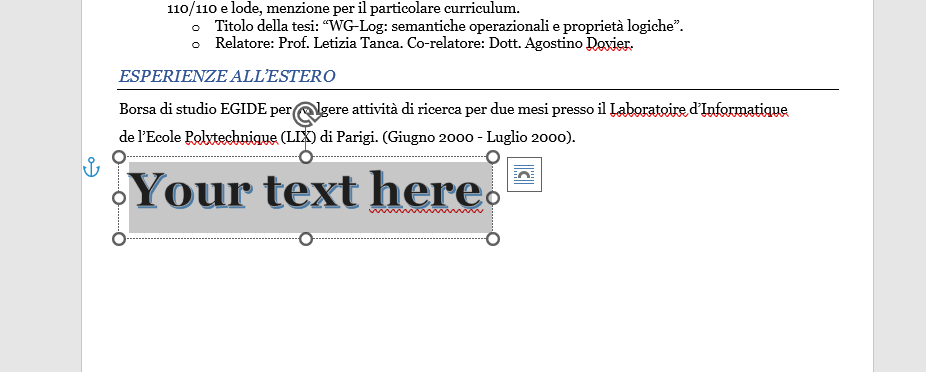 110/110 e lode, menzione per il particolare curriculum.
o Titolo della tesi: “WG-Log: semantiche operazionali e proprietà logiche”.
o Relatore: Prof. Letizia Tanca. Co-relatore: Dott. Agostino Dovier.
ESPERIENZE ALL’ESTERO
Borsa di studio EGIDE per lgere attività di ricerca per due mesi presso il Laboratoire d’Informatique
de l’Ecole Polytechnique (LIX) di Parigi. (Giugno 2000 - Luglio 2000).
Your text here